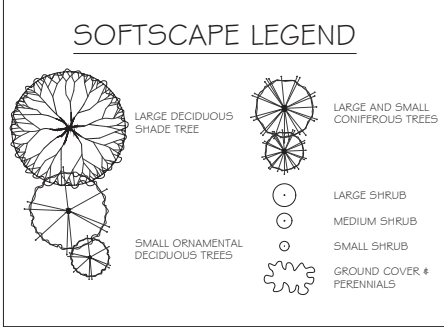 SOFTSCAPE LEGEND
LARGE DECIDUOUS
SHADE TREE
SMALL ORNAMENTAL
DECIDUOUS TREES
LARGE AND SMALL
CONIFEROUS TREES
LARGE SHRUB
MEDIUM SHRUB
SMALL SHRUB
GROUND COVER &
PERENNIALS